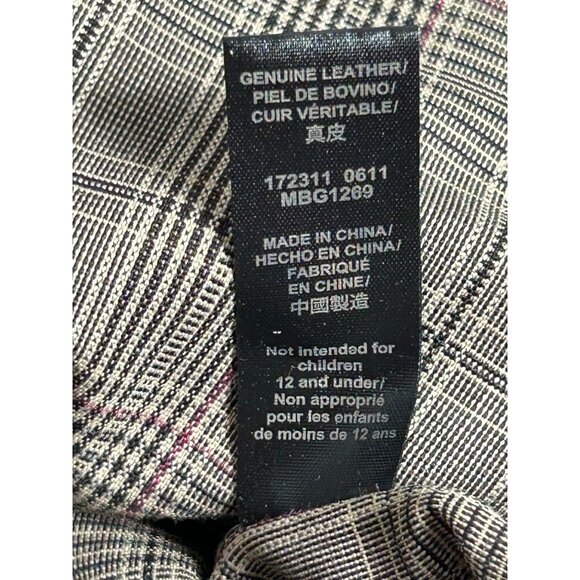 GENUINE LEATHER/
PIEL DE BOVINO/
CUIR VÉRITABLE/
真皮
172311 0611
MBG1269
MADE IN CHINA/
HECHO EN CHINA/
FABRIQUÉ
EN CHINE/
中國製造
Not intended for
children
12 and under/
Non approprié
pour les enfants
de moins de 12 ans